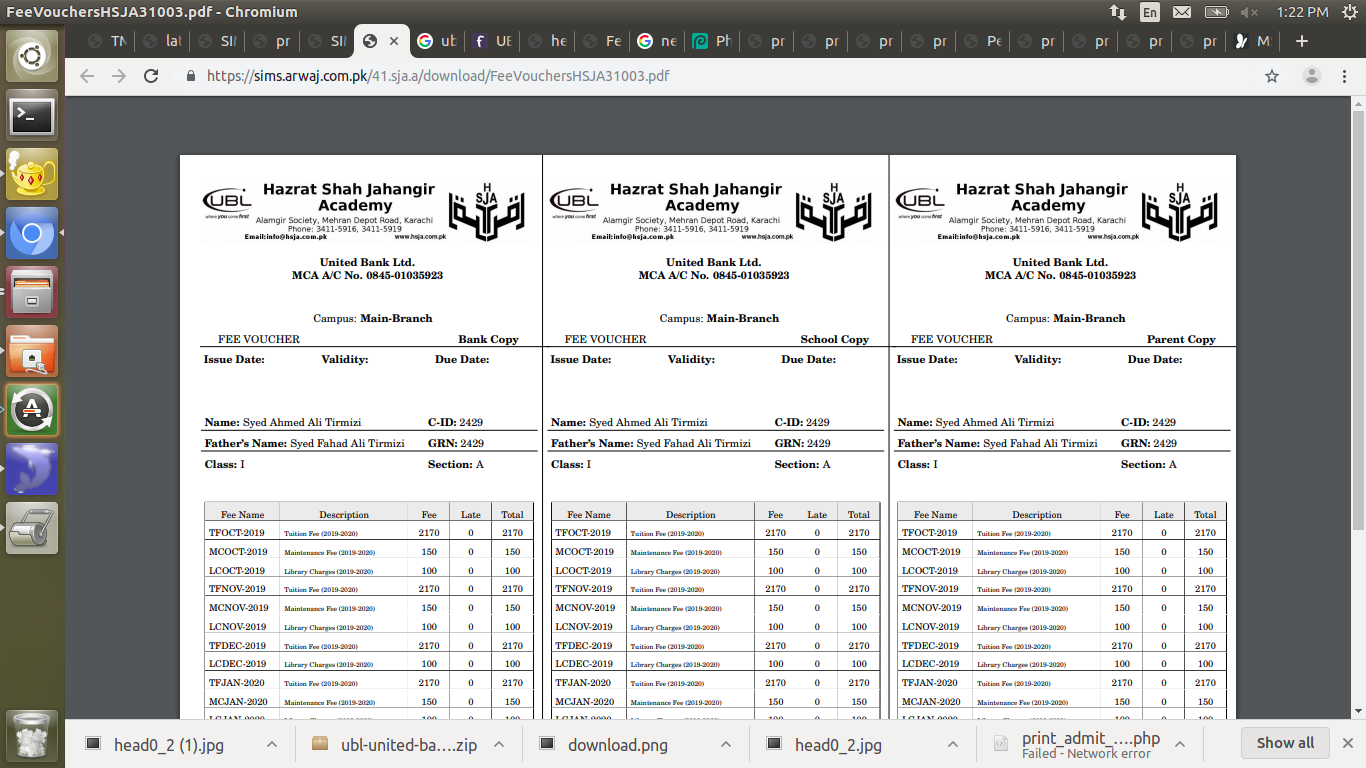 FeeVouchersHSJA31003.pdf - Chromium
En
1:22 PM
TM
lat
SIM
pr
SIM
ub
UB
he
Fe
ne
Ph
pr
pr
pr
pr
Pe
pr
pr
pr
pr
M
https://sims.arwaj.com.pk/41.sja.a/download/FeeVouchersHSJA31003.pdf
UBL
where you come first
Hazrat Shah Jahangir
Academy
Alamgir Society, Mehran Depot Road, Karachi
Phone: 3411-5916, 3411-5919
Email:info@hsja.com.pk www.hsja.com.pk
H
SJA
United Bank Ltd.
MCA A/C No. 0845-01035923
Campus: Main-Branch
FEE VOUCHER Bank Copy
Issue Date: Validity: Due Date:
Name: Syed Ahmed Ali Tirmizi C-ID: 2429
Father's Name: Syed Fahad Ali Tirmizi GRN: 2429
Class: I Section: A
Fee Name Description Fee Late Total
TFOCT-2019 Tuition Fee (2019-2020) 2170 0 2170
MCOCT-2019 Maintenance Fee (2019-2020) 150 0 150
LCOCT-2019 Library Charges (2019-2020) 100 0 100
TFNOV-2019 Tuition Fee (2019-2020) 2170 0 2170
MCNOV-2019 Maintenance Fee (2019-2020) 150 0 150
LCNOV-2019 Library Charges (2019-2020) 100 0 100
TFDEC-2019 Tuition Fee (2019-2020) 2170 0 2170
LCDEC-2019 Library Charges (2019-2020) 100 0 100
TFJAN-2020 Tuition Fee (2019-2020) 2170 0 2170
MCJAN-2020 Maintenance Fee (2019-2020) 150 0 150
UBL
where you come first
Hazrat Shah Jahangir
Academy
Alamgir Society, Mehran Depot Road, Karachi
Phone: 3411-5916, 3411-5919
Email:info@hsja.com.pk www.hsja.com.pk
H
SJA
United Bank Ltd.
MCA A/C No. 0845-01035923
Campus: Main-Branch
FEE VOUCHER School Copy
Issue Date: Validity: Due Date:
Name: Syed Ahmed Ali Tirmizi C-ID: 2429
Father's Name: Syed Fahad Ali Tirmizi GRN: 2429
Class: I Section: A
Fee Name Description Fee Late Total
TFOCT-2019 Tuition Fee (2019-2020) 2170 0 2170
MCOCT-2019 Maintenance Fee (2019-2020) 150 0 150
LCOCT-2019 Library Charges (2019-2020) 100 0 100
TFNOV-2019 Tuition Fee (2019-2020) 2170 0 2170
MCNOV-2019 Maintenance Fee (2019-2020) 150 0 150
LCNOV-2019 Library Charges (2019-2020) 100 0 100
TFDEC-2019 Tuition Fee (2019-2020) 2170 0 2170
LCDEC-2019 Library Charges (2019-2020) 100 0 100
TFJAN-2020 Tuition Fee (2019-2020) 2170 0 2170
MCJAN-2020 Maintenance Fee (2019-2020) 150 0 150
UBL
where you come first
Hazrat Shah Jahangir
Academy
Alamgir Society, Mehran Depot Road, Karachi
Phone: 3411-5916, 3411-5919
Email:info@hsja.com.pk www.hsja.com.pk
H
SJA
United Bank Ltd.
MCA A/C No. 0845-01035923
Campus: Main-Branch
FEE VOUCHER Parent Copy
Issue Date: Validity: Due Date:
Name: Syed Ahmed Ali Tirmizi C-ID: 2429
Father's Name: Syed Fahad Ali Tirmizi GRN: 2429
Class: I Section: A
Fee Name Description Fee Late Total
TFOCT-2019 Tuition Fee (2019-2020) 2170 0 2170
MCOCT-2019 Maintenance Fee (2019-2020) 150 0 150
LCOCT-2019 Library Charges (2019-2020) 100 0 100
TFNOV-2019 Tuition Fee (2019-2020) 2170 0 2170
MCNOV-2019 Maintenance Fee (2019-2020) 150 0 150
LCNOV-2019 Library Charges (2019-2020) 100 0 100
TFDEC-2019 Tuition Fee (2019-2020) 2170 0 2170
LCDEC-2019 Library Charges (2019-2020) 100 0 100
TFJAN-2020 Tuition Fee (2019-2020) 2170 0 2170
MCJAN-2020 Maintenance Fee (2019-2020) 150 0 150
head0_2 (1).jpg
ubl-united-ba....zip
download.png
head0_2.jpg
print_admit_....php
Failed - Network error
Show all